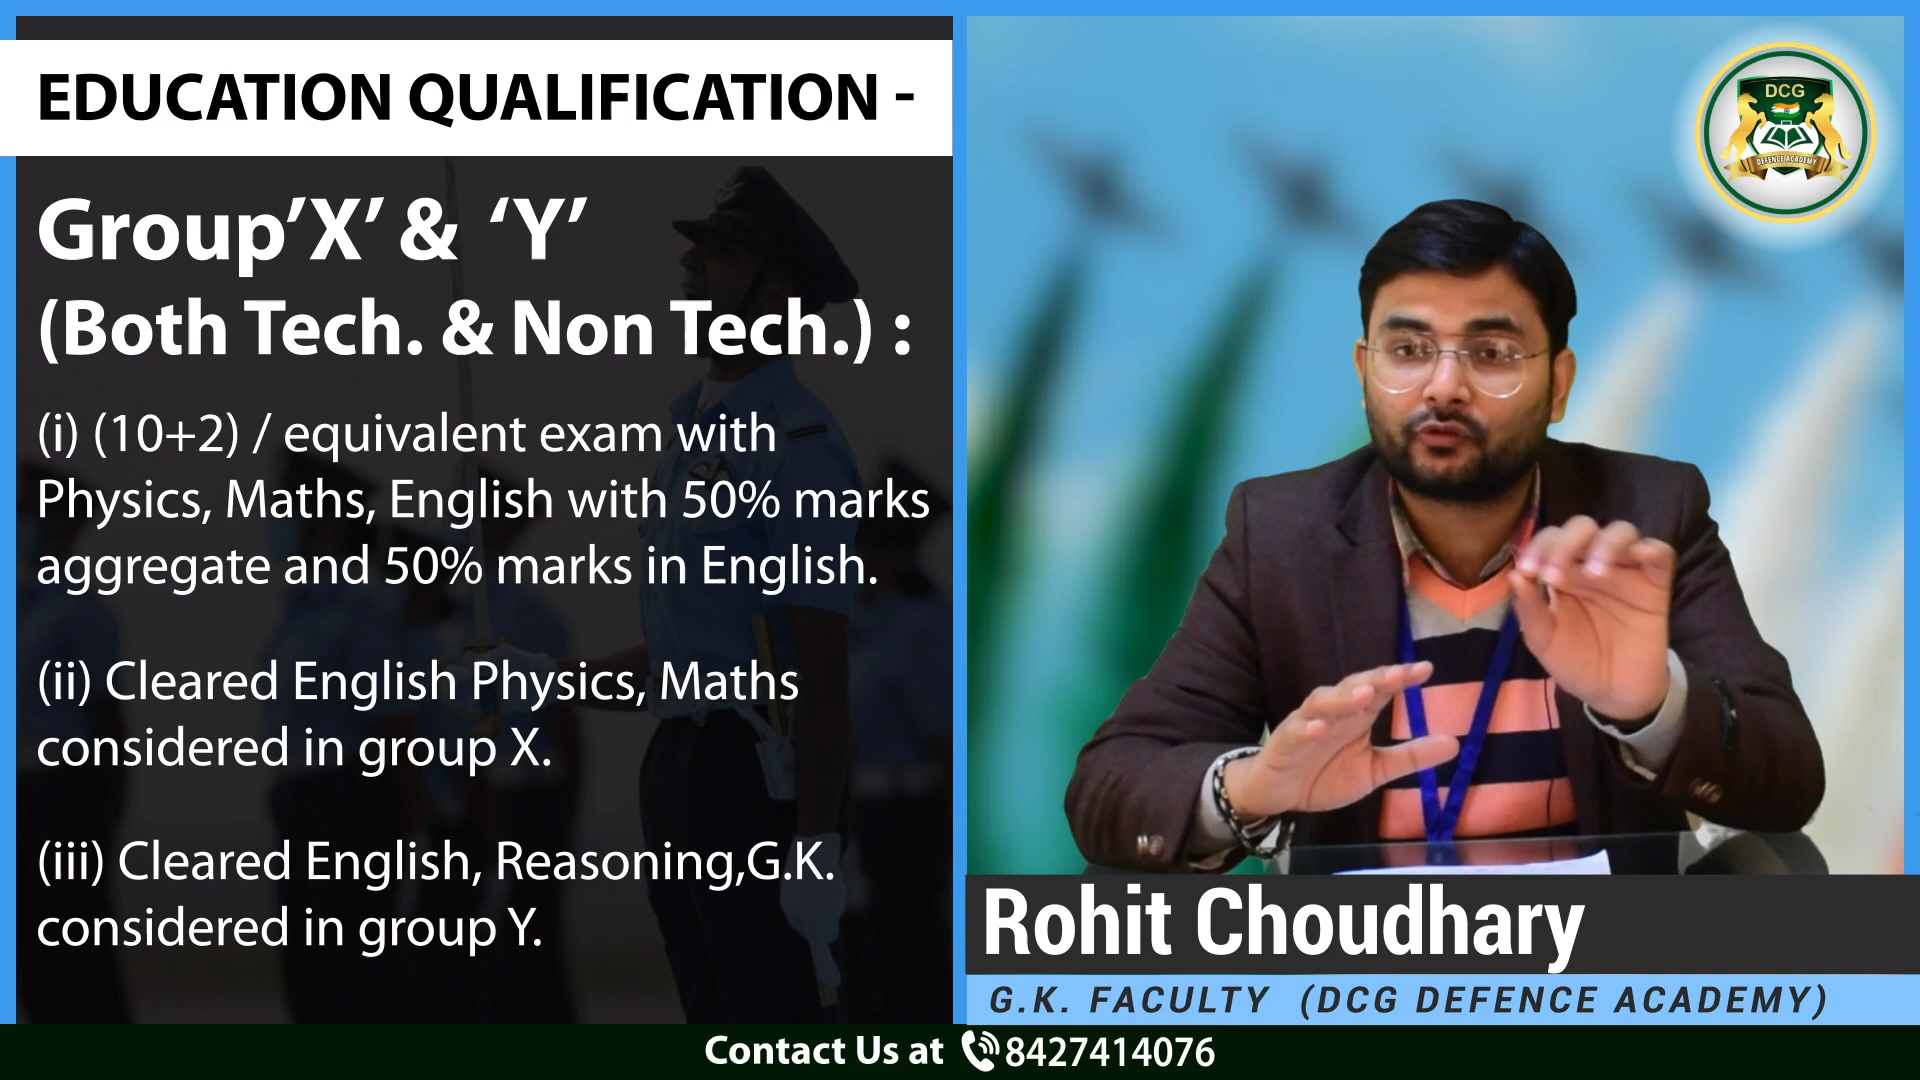 EDUCATION QUALIFICATION -
Group’X’ & ‘Y’
(Both Tech. & Non Tech.) :
(i) (10+2) / equivalent exam with
Physics, Maths, English with 50% marks
aggregate and 50% marks in English.
(ii) Cleared English Physics, Maths
considered in group X.
(iii) Cleared English, Reasoning,G.K.
considered in group Y.
DCG
DEFENCE ACADEMY
Rohit Choudhary
G.K. FACULTY (DCG DEFENCE ACADEMY)
Contact Us at 8427414076